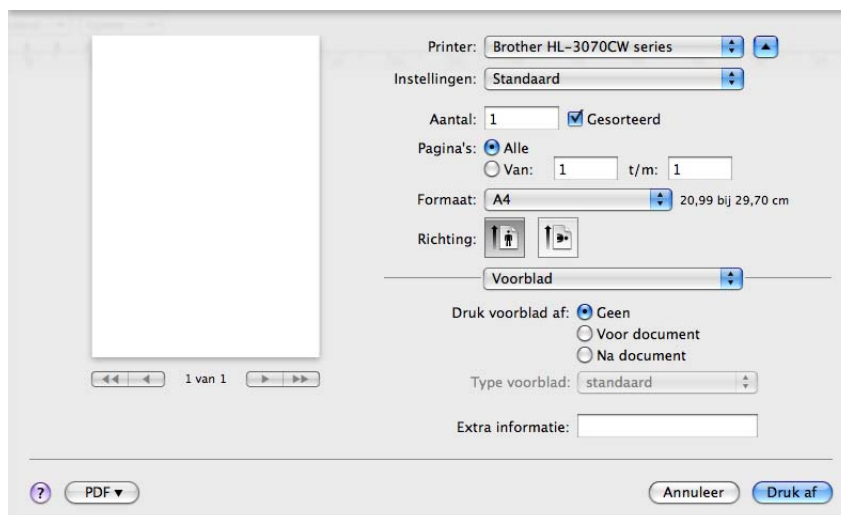 Printer: Brother HL-3070CW series
Instellingen: Standaard
Aantal: 1 Gesorteerd
Pagina's: Alle
Van: 1 t/m: 1
Formaat: A4 20,99 bij 29,70 cm
Richting:
Voorblad
Druk voorblad af: Geen
Voor document
Na document
1 van 1
Type voorblad: standaard
Extra informatie:
? PDF Annuleer Druk af